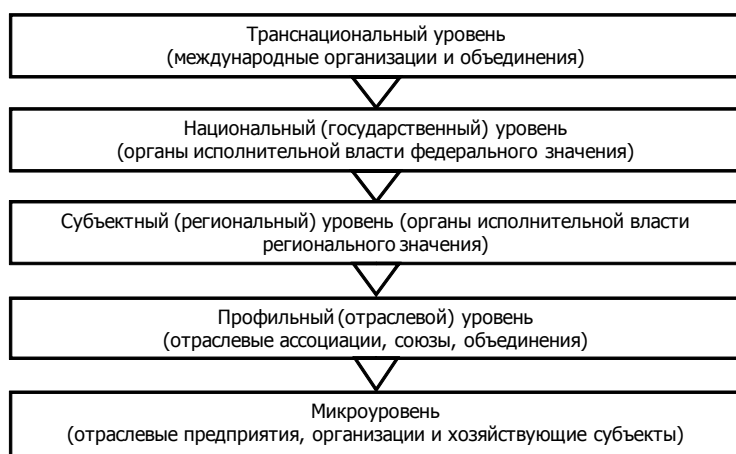 Транснациональный уровень
(международные организации и объединения)
Национальный (государственный) уровень
(органы исполнительной власти федерального значения)
Субъектный (региональный) уровень (органы исполнительной власти
регионального значения)
Профильный (отраслевой) уровень
(отраслевые ассоциации, союзы, объединения)
Микроуровень
(отраслевые предприятия, организации и хозяйствующие субъекты)